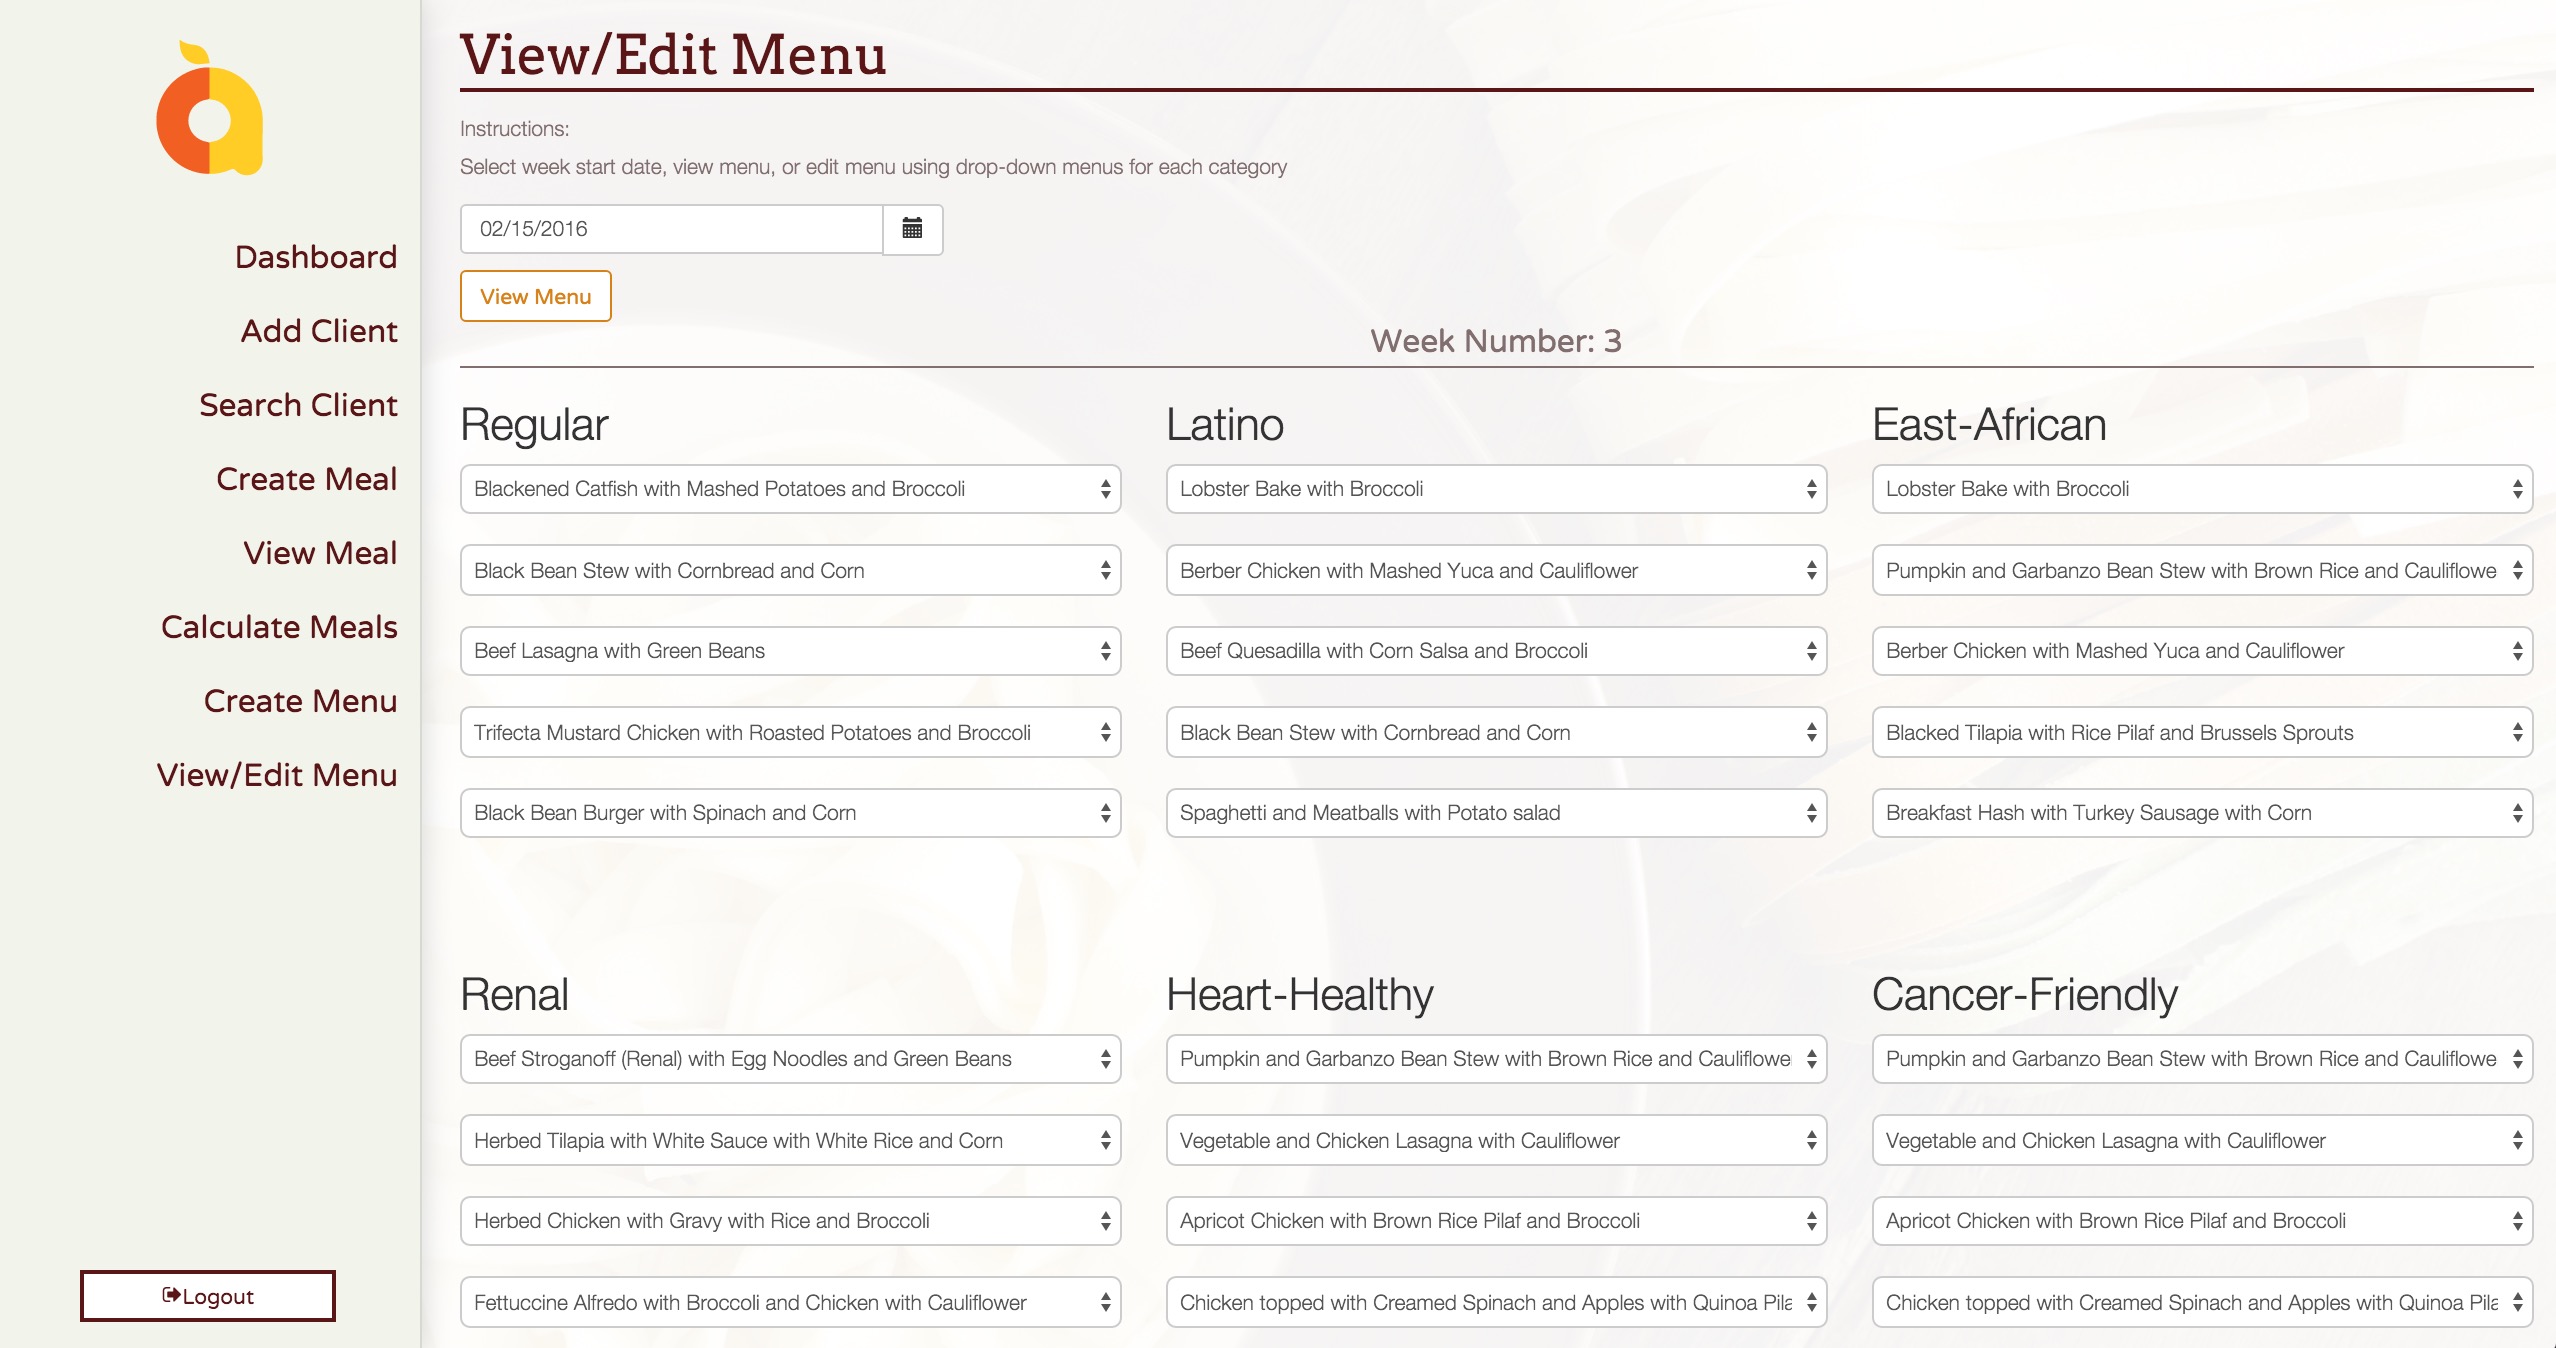 View/Edit Menu
Instructions:
Select week start date, view menu, or edit menu using drop-down menus for each category
02/15/2016
View Menu
Week Number: 3
Dashboard
Add Client
Search Client
Create Meal
View Meal
Calculate Meals
Create Menu
View/Edit Menu
Logout
Regular
Blackened Catfish with Mashed Potatoes and Broccoli
Black Bean Stew with Cornbread and Corn
Beef Lasagna with Green Beans
Trifecta Mustard Chicken with Roasted Potatoes and Broccoli
Black Bean Burger with Spinach and Corn
Latino
Lobster Bake with Broccoli
Berber Chicken with Mashed Yuca and Cauliflower
Beef Quesadilla with Corn Salsa and Broccoli
Black Bean Stew with Cornbread and Corn
Spaghetti and Meatballs with Potato salad
East-African
Lobster Bake with Broccoli
Pumpkin and Garbanzo Bean Stew with Brown Rice and Cauliflowe
Berber Chicken with Mashed Yuca and Cauliflower
Blacked Tilapia with Rice Pilaf and Brussels Sprouts
Breakfast Hash with Turkey Sausage with Corn
Renal
Beef Stroganoff (Renal) with Egg Noodles and Green Beans
Herbed Tilapia with White Sauce with White Rice and Corn
Herbed Chicken with Gravy with Rice and Broccoli
Fettuccine Alfredo with Broccoli and Chicken with Cauliflower
Heart-Healthy
Pumpkin and Garbanzo Bean Stew with Brown Rice and Cauliflowe
Vegetable and Chicken Lasagna with Cauliflower
Apricot Chicken with Brown Rice Pilaf and Broccoli
Chicken topped with Creamed Spinach and Apples with Quinoa Pila
Cancer-Friendly
Pumpkin and Garbanzo Bean Stew with Brown Rice and Cauliflowe
Vegetable and Chicken Lasagna with Cauliflower
Apricot Chicken with Brown Rice Pilaf and Broccoli
Chicken topped with Creamed Spinach and Apples with Quinoa Pila